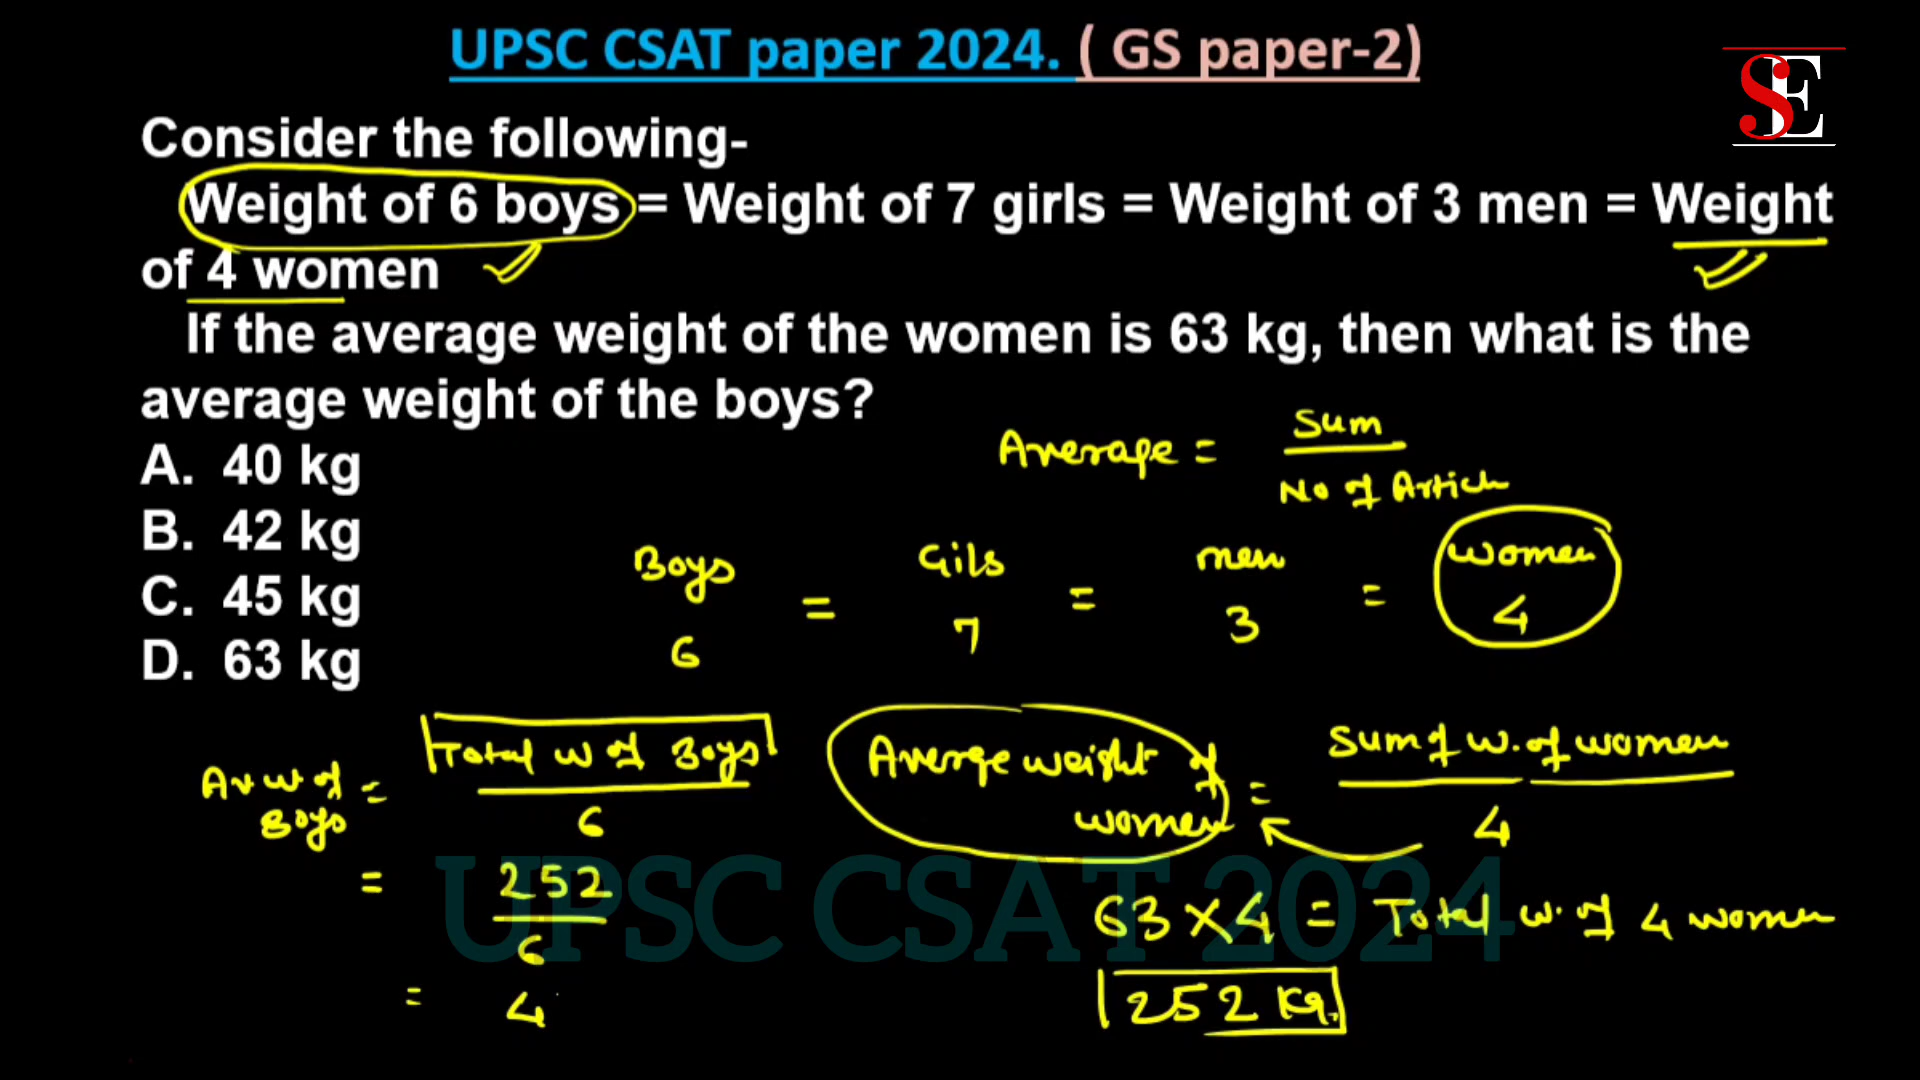 UPSC CSAT paper 2024. ( GS paper-2)
SE
Consider the following-
Weight of 6 boys = Weight of 7 girls = Weight of 3 men = Weight
of 4 women
If the average weight of the women is 63 kg, then what is the
average weight of the boys?
A. 40 kg
B. 42 kg
C. 45 kg
D. 63 kg
Average = Sum
No of Article
Boys = Gils = men = women
6 7 3 4
Av w of Boys = Total w of Boys
6
Average weight of women = Sum of w. of women
4
= 252
6
= 4
63 × 4 = Total w. of 4 women
252 Kg.
UPSC CSAT 2024